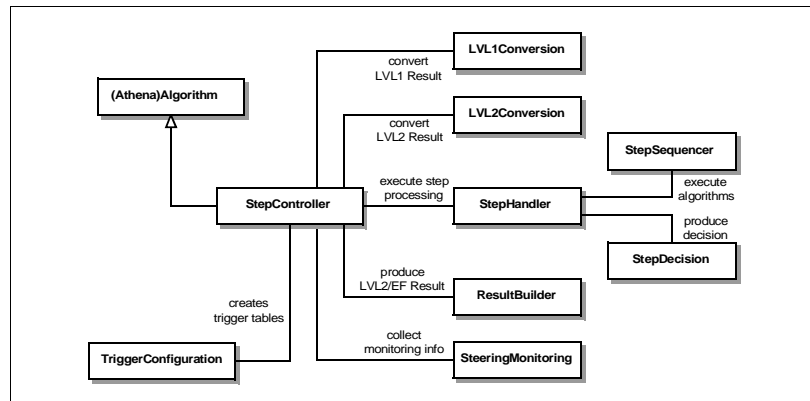 LVL1Conversion
convert
LVL1 Result
(Athena)Algorithm
LVL2Conversion
convert
LVL2 Result
StepSequencer
execute step
processing
execute
algorithms
StepController
StepHandler
produce
decision
StepDecision
produce
LVL2/EF Result
ResultBuilder
creates
trigger tables
collect
monitoring info
TriggerConfiguration
SteeringMonitoring